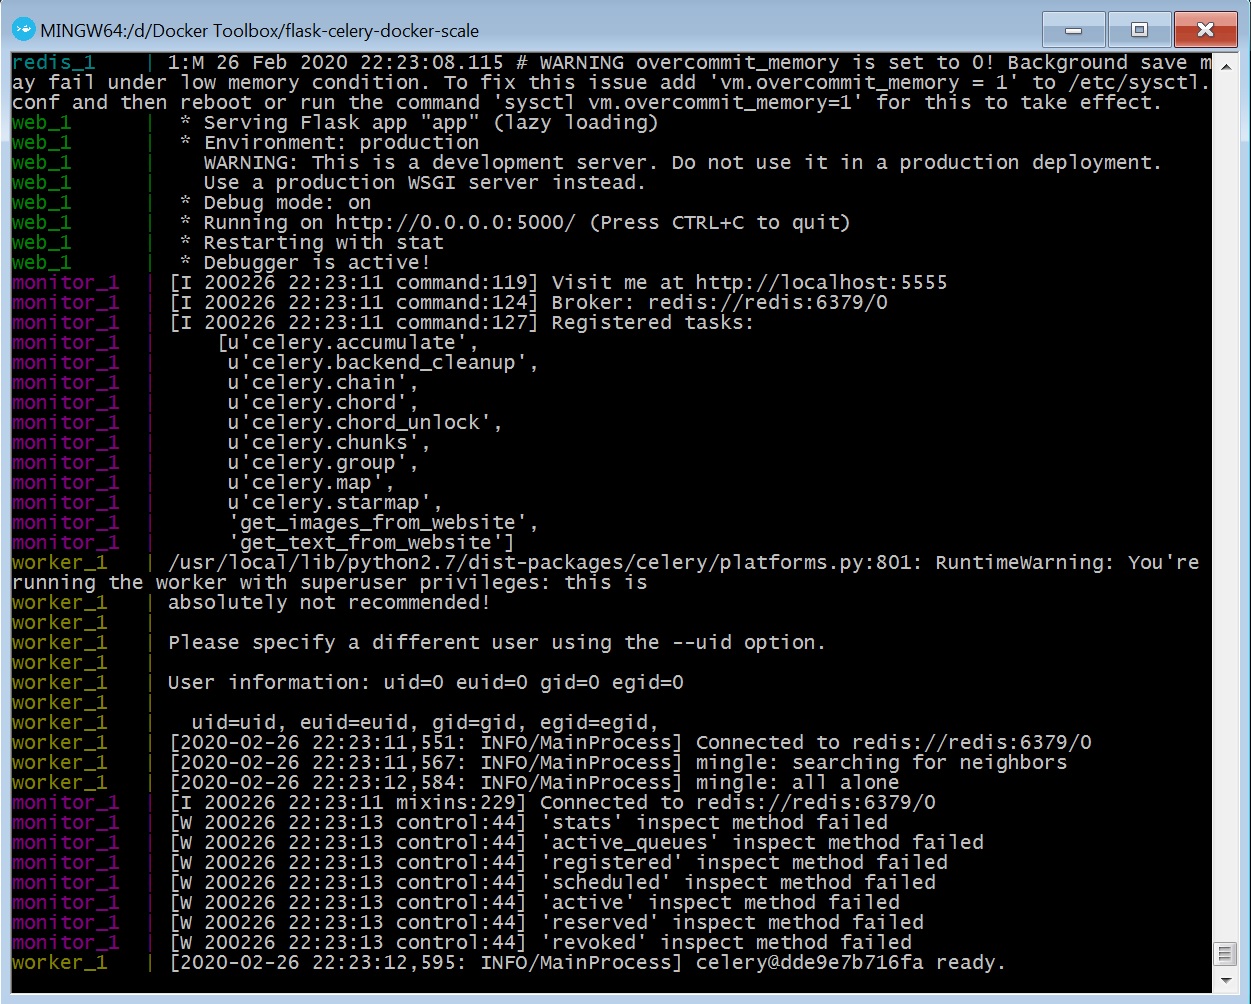 MINGW64:/d/Docker Toolbox/flask-celery-docker-scale
redis_1    | 1:M 26 Feb 2020 22:23:08.115 # WARNING overcommit_memory is set to 0! Background save m
ay fail under low memory condition. To fix this issue add 'vm.overcommit_memory = 1' to /etc/sysctl.
conf and then reboot or run the command 'sysctl vm.overcommit_memory=1' for this to take effect.
web_1      |  * Serving Flask app "app" (lazy loading)
web_1      |  * Environment: production
web_1      |    WARNING: This is a development server. Do not use it in a production deployment.
web_1      |    Use a production WSGI server instead.
web_1      |  * Debug mode: on
web_1      |  * Running on http://0.0.0.0:5000/ (Press CTRL+C to quit)
web_1      |  * Restarting with stat
web_1      |  * Debugger is active!
monitor_1  | [I 200226 22:23:11 command:119] Visit me at http://localhost:5555
monitor_1  | [I 200226 22:23:11 command:124] Broker: redis://redis:6379/0
monitor_1  | [I 200226 22:23:11 command:127] Registered tasks:
monitor_1  |     [u'celery.accumulate',
monitor_1  |      u'celery.backend_cleanup',
monitor_1  |      u'celery.chain',
monitor_1  |      u'celery.chord',
monitor_1  |      u'celery.chord_unlock',
monitor_1  |      u'celery.chunks',
monitor_1  |      u'celery.group',
monitor_1  |      u'celery.map',
monitor_1  |      u'celery.starmap',
monitor_1  |      'get_images_from_website',
monitor_1  |      'get_text_from_website']
worker_1   | /usr/local/lib/python2.7/dist-packages/celery/platforms.py:801: RuntimeWarning: You're
running the worker with superuser privileges: this is
worker_1   | absolutely not recommended!
worker_1   |
worker_1   | Please specify a different user using the --uid option.
worker_1   |
worker_1   | User information: uid=0 euid=0 gid=0 egid=0
worker_1   |
worker_1   |   uid=uid, euid=euid, gid=gid, egid=egid,
worker_1   | [2020-02-26 22:23:11,551: INFO/MainProcess] Connected to redis://redis:6379/0
worker_1   | [2020-02-26 22:23:11,567: INFO/MainProcess] mingle: searching for neighbors
worker_1   | [2020-02-26 22:23:12,584: INFO/MainProcess] mingle: all alone
monitor_1  | [I 200226 22:23:11 mixins:229] Connected to redis://redis:6379/0
monitor_1  | [W 200226 22:23:13 control:44] 'stats' inspect method failed
monitor_1  | [W 200226 22:23:13 control:44] 'active_queues' inspect method failed
monitor_1  | [W 200226 22:23:13 control:44] 'registered' inspect method failed
monitor_1  | [W 200226 22:23:13 control:44] 'scheduled' inspect method failed
monitor_1  | [W 200226 22:23:13 control:44] 'active' inspect method failed
monitor_1  | [W 200226 22:23:13 control:44] 'reserved' inspect method failed
monitor_1  | [W 200226 22:23:13 control:44] 'revoked' inspect method failed
worker_1   | [2020-02-26 22:23:12,595: INFO/MainProcess] celery@dde9e7b716fa ready.